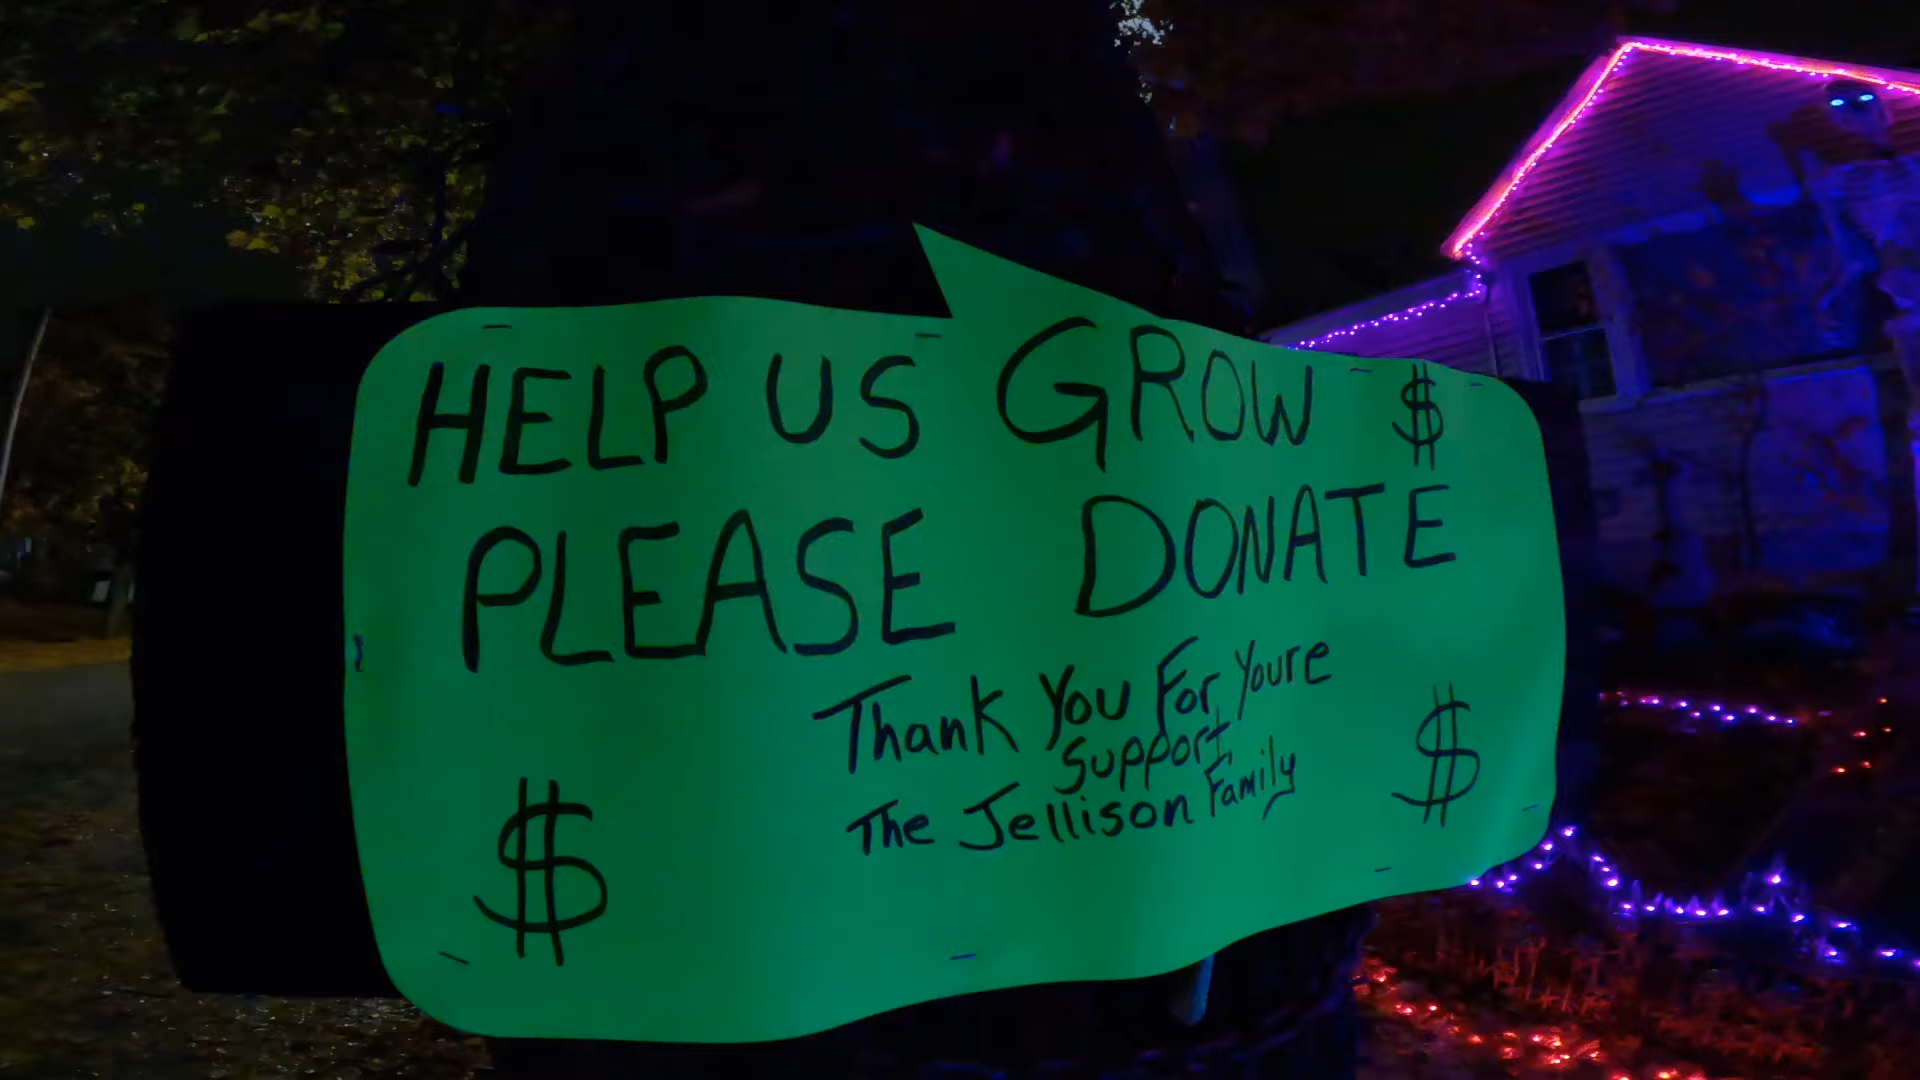 HELP US GROW $
PLEASE DONATE
Thank You For Youre
Support
The Jellison Family
$ $